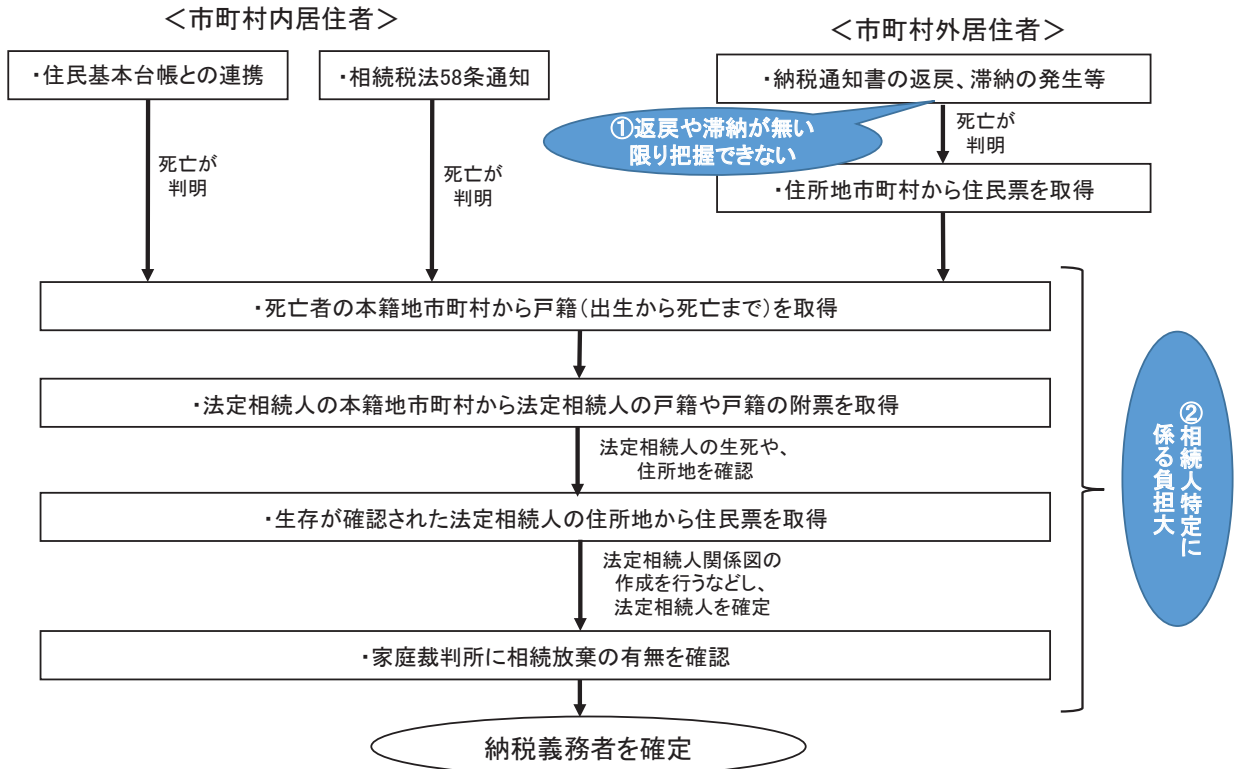 ＜市町村内居住者＞
＜市町村外居住者＞
・住民基本台帳との連携
・相続税法58条通知
・納税通知書の返戻、滞納の発生等
①返戻や滞納が無い
限り把握できない
死亡が
判明
死亡が
判明
死亡が
判明
・住所地市町村から住民票を取得
・死亡者の本籍地市町村から戸籍（出生から死亡まで）を取得
・法定相続人の本籍地市町村から法定相続人の戸籍や戸籍の附票を取得
法定相続人の生死や、
住所地を確認
・生存が確認された法定相続人の住所地から住民票を取得
法定相続人関係図の
作成を行うなどし、
法定相続人を確定
・家庭裁判所に相続放棄の有無を確認
②相続人特定に
係る負担大
納税義務者を確定